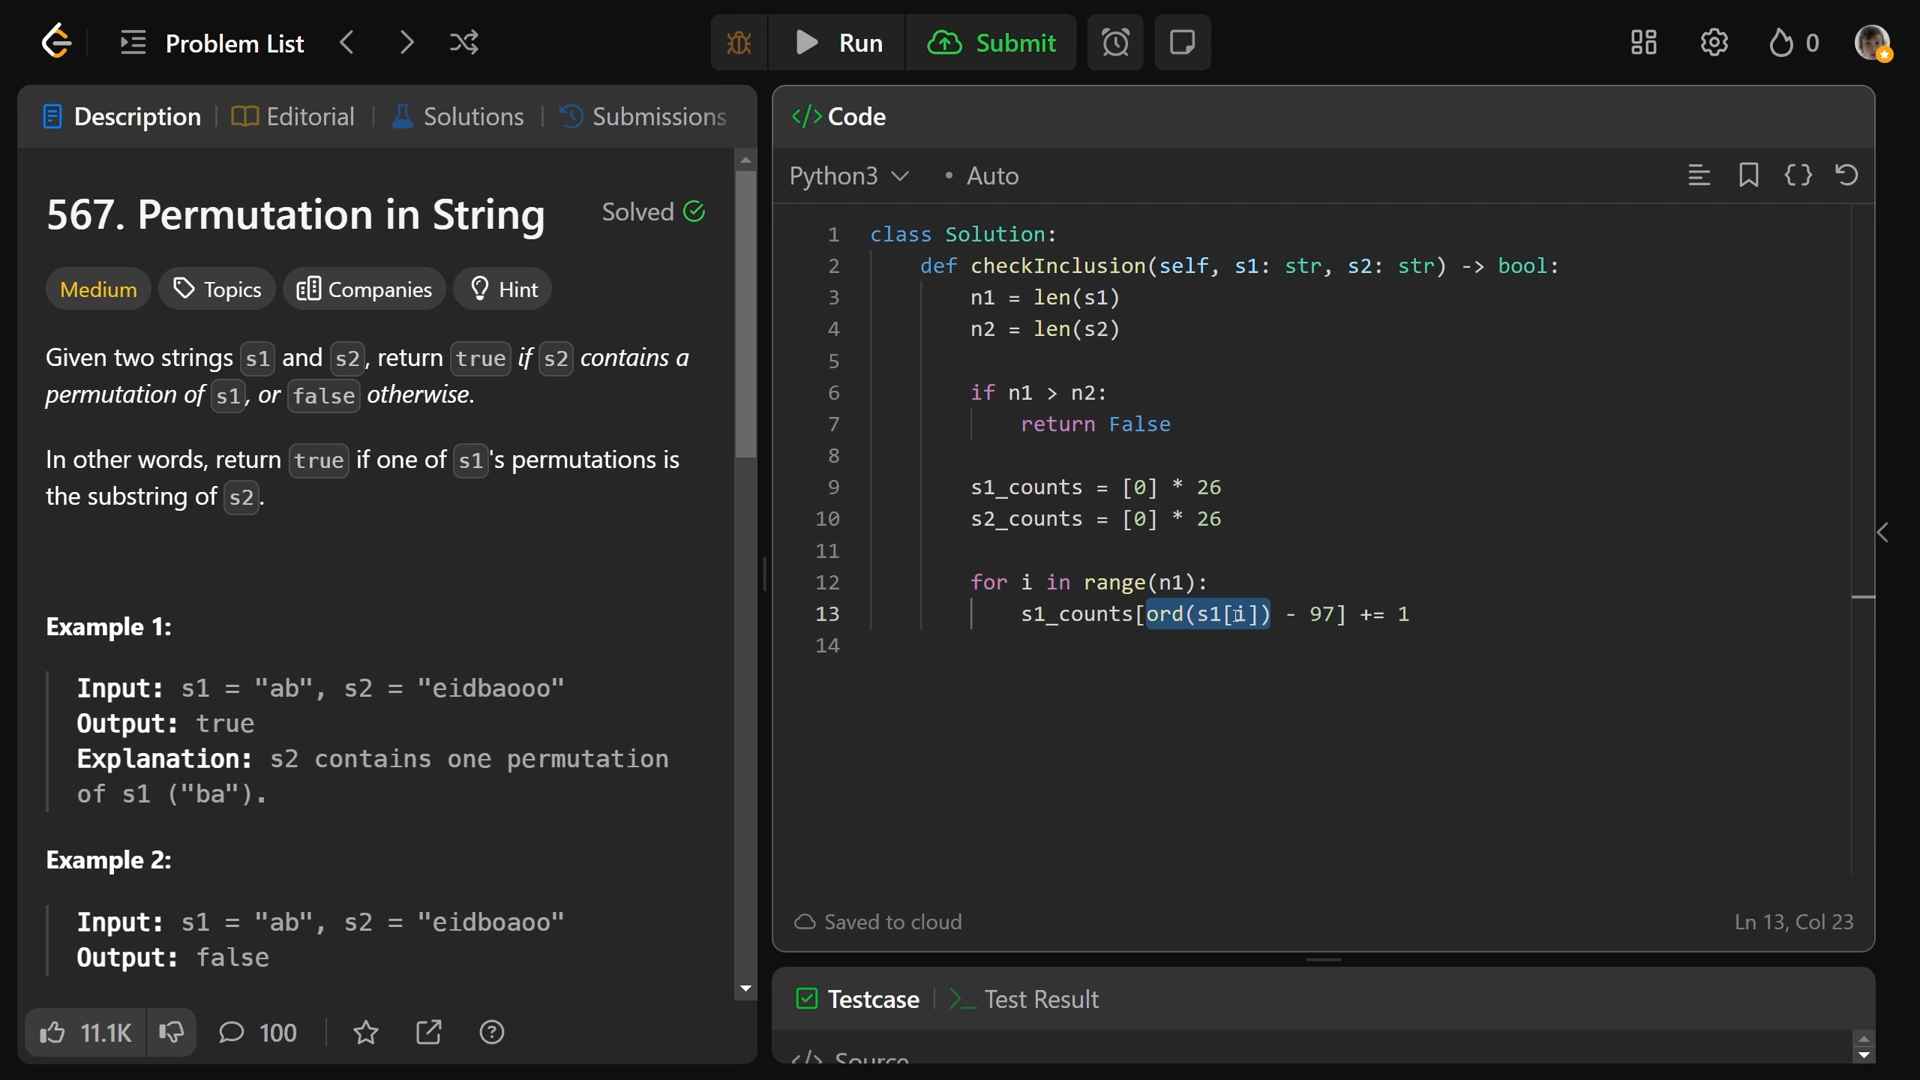 Problem List
Run
Submit
0
Description
Editorial
Solutions
Submissions
567. Permutation in String
Solved
Medium
Topics
Companies
Hint
Given two strings s1 and s2, return true if s2 contains a
permutation of s1, or false otherwise.
In other words, return true if one of s1's permutations is
the substring of s2.
Example 1:
Input: s1 = "ab", s2 = "eidbaooo"
Output: true
Explanation: s2 contains one permutation
of s1 ("ba").
Example 2:
Input: s1 = "ab", s2 = "eidboaoo"
Output: false
11.1K
100
</> Code
Python3
• Auto
1 class Solution:
2 def checkInclusion(self, s1: str, s2: str) -> bool:
3 n1 = len(s1)
4 n2 = len(s2)
5
6 if n1 > n2:
7 return False
8
9 s1_counts = [0] * 26
10 s2_counts = [0] * 26
11
12 for i in range(n1):
13 s1_counts[ord(s1[i]) - 97] += 1
14
Saved to cloud
Ln 13, Col 23
Testcase
>_ Test Result
</> Source